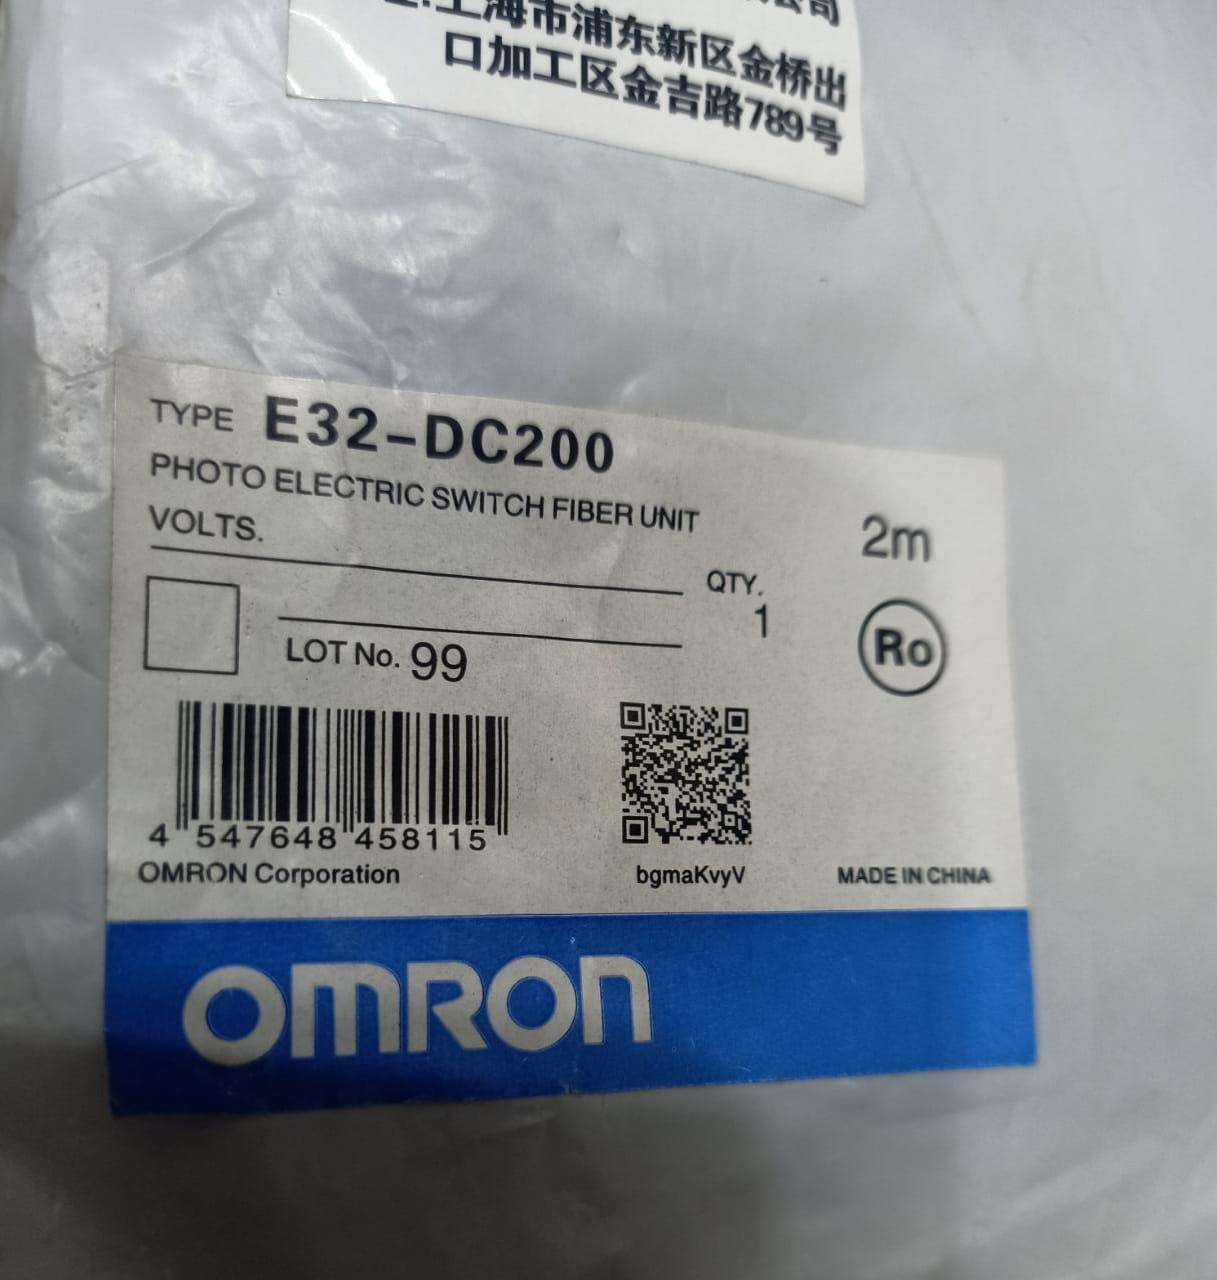 公司
上海市浦东新区金桥出
口加工区金吉路789号
TYPE E32-DC200
PHOTO ELECTRIC SWITCH FIBER UNIT
VOLTS.
2m
QTY.
1
Ro
LOT No. 99
4 547648 458115
OMRON Corporation
bgmaKvyV
MADE IN CHINA
OMRON